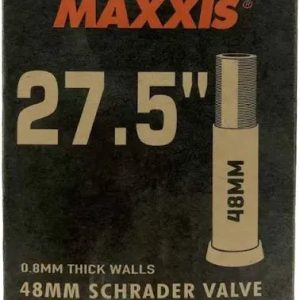 MAXXIS®
27.5"
48MM
0.8MM THICK WALLS
48MM SCHRADER VALVE